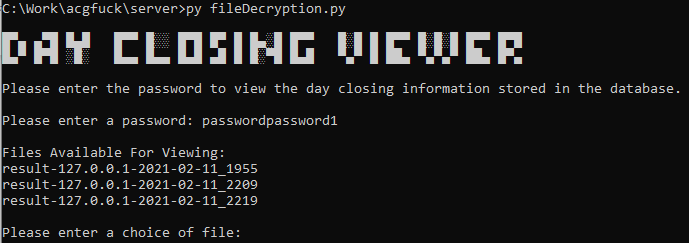 C:\Work\acgfuck\server>py fileDecryption.py
DAY CLOSING VIEWER
Please enter the password to view the day closing information stored in the database.
Please enter a password: passwordpassword1
Files Available For Viewing:
result-127.0.0.1-2021-02-11_1955
result-127.0.0.1-2021-02-11_2209
result-127.0.0.1-2021-02-11_2219
Please enter a choice of file: